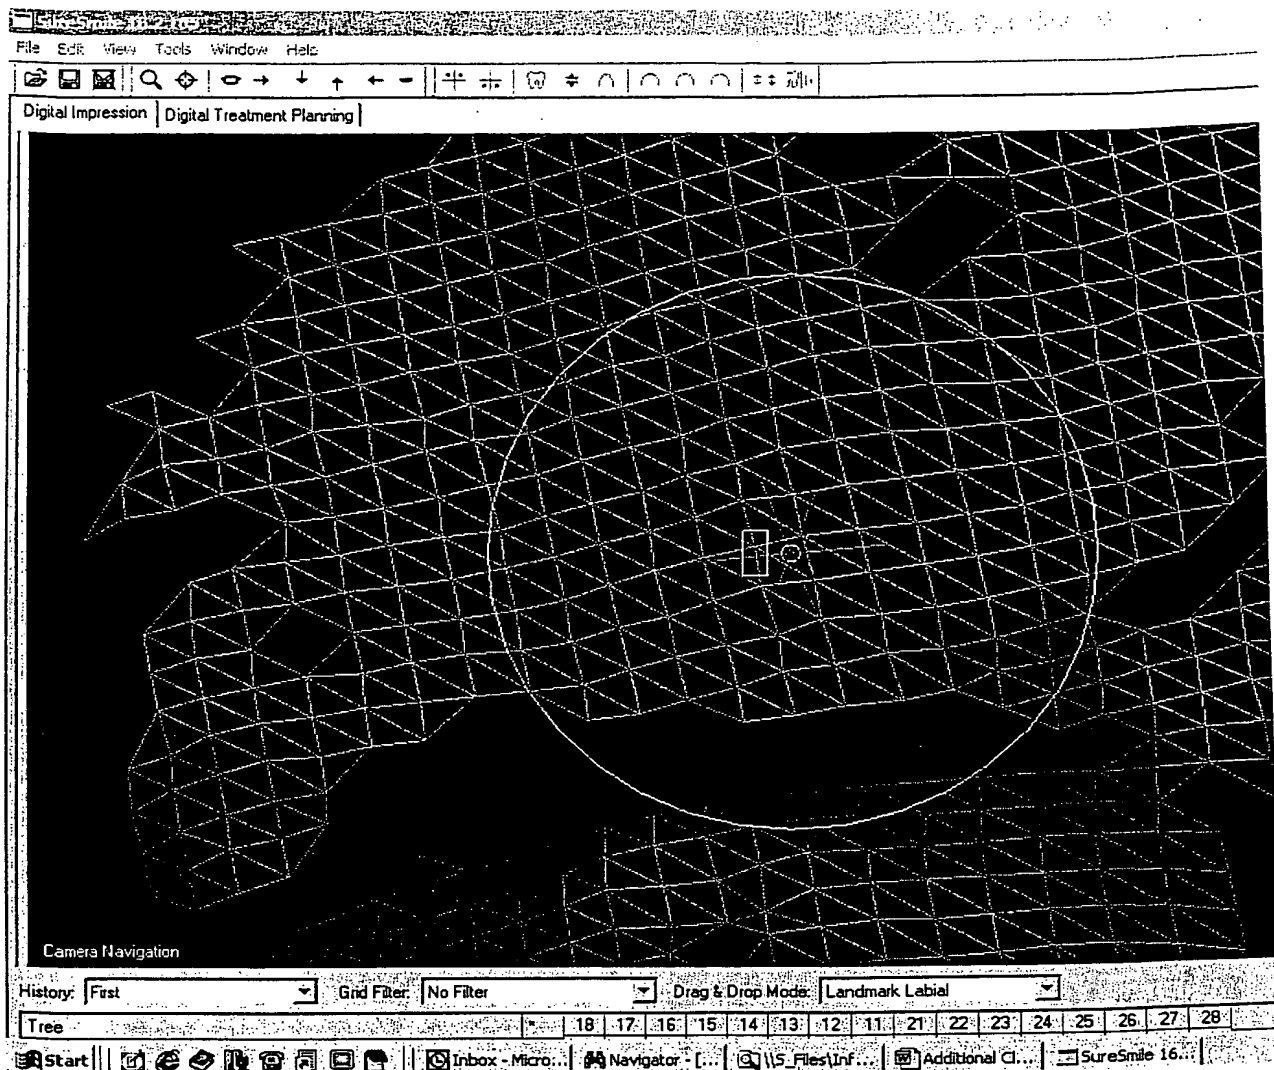 File Edit View Tools Window Help
Digital Impression Digital Treatment Planning
Camera Navigation
History: First Grid Filter: No Filter Drag & Drop Mode: Landmark Labial
Tree 18 17 16 15 14 13 12 11 21 22 23 24 25 26 27 28
Start Inbox - Micro... Navigator - [... \\S_Files\Inf... Additional Cl... SureSmile 16...